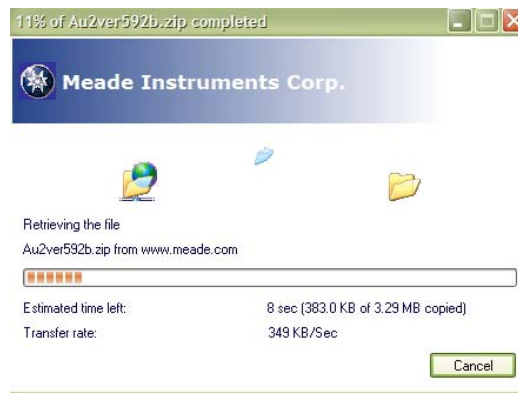 11% of Au2ver592b.zip completed
Meade Instruments Corp.
Retrieving the file
Au2ver592b.zip from www.meade.com
Estimated time left: 8 sec (383.0 KB of 3.29 MB copied)
Transfer rate: 349 KB/Sec
Cancel